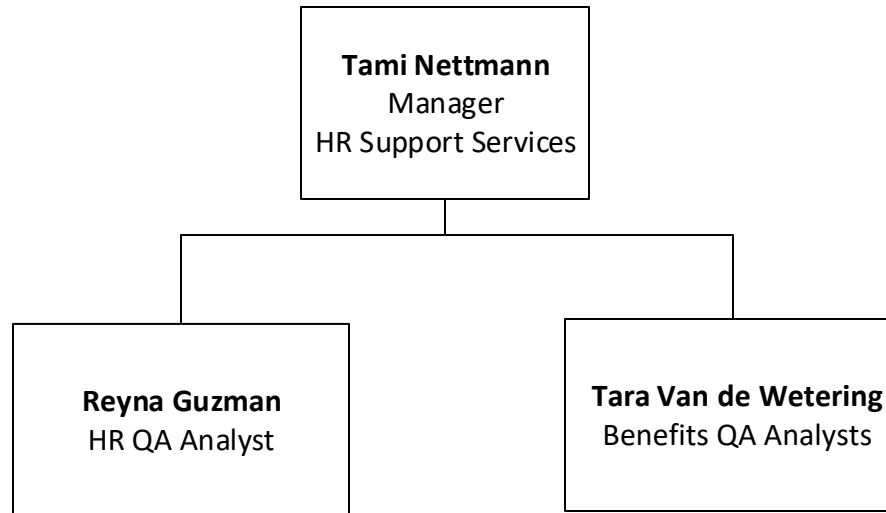 Tami Nettmann
Manager
HR Support Services
Reyna Guzman
HR QA Analyst
Tara Van de Wetering
Benefits QA Analysts